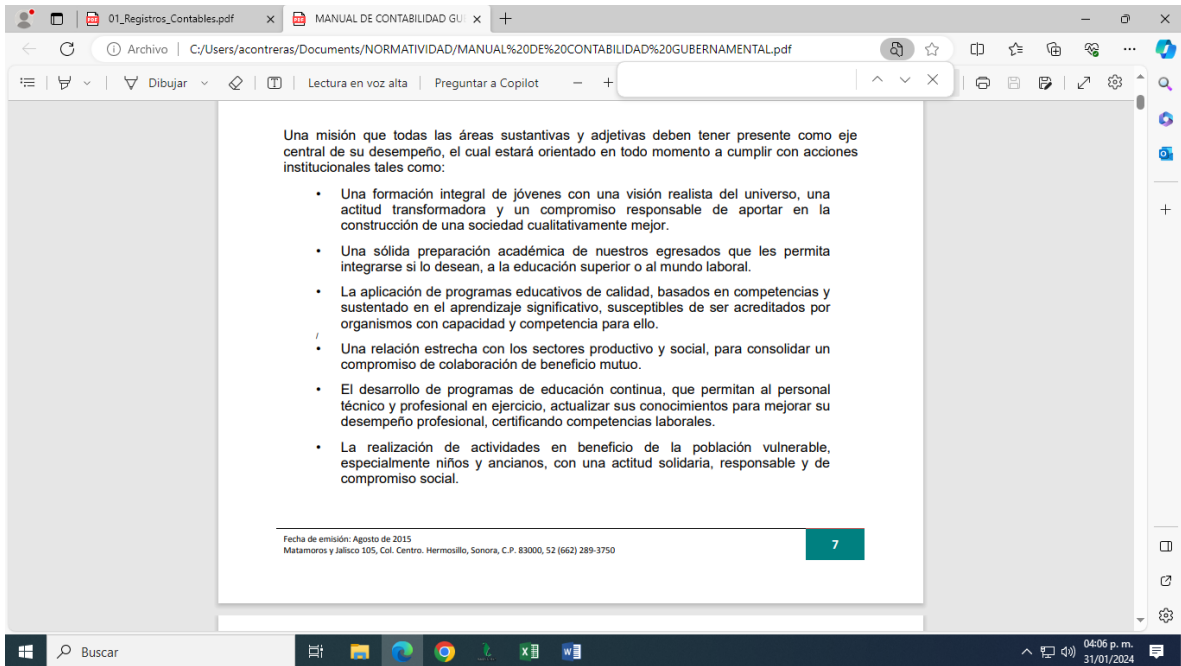 01_Registros_Contables.pdf
MANUAL DE CONTABILIDAD GU
Archivo
C:/Users/acontreras/Documents/NORMATIVIDAD/MANUAL%20DE%20CONTABILIDAD%20GUBERNAMENTAL.pdf
Dibujar
Lectura en voz alta
Preguntar a Copilot
Una misión que todas las áreas sustantivas y adjetivas deben tener presente como eje
central de su desempeño, el cual estará orientado en todo momento a cumplir con acciones
institucionales tales como:
• Una formación integral de jóvenes con una visión realista del universo, una
actitud transformadora y un compromiso responsable de aportar en la
construcción de una sociedad cualitativamente mejor.
• Una sólida preparación académica de nuestros egresados que les permita
integrarse si lo desean, a la educación superior o al mundo laboral.
• La aplicación de programas educativos de calidad, basados en competencias y
sustentado en el aprendizaje significativo, susceptibles de ser acreditados por
organismos con capacidad y competencia para ello.
/
• Una relación estrecha con los sectores productivo y social, para consolidar un
compromiso de colaboración de beneficio mutuo.
• El desarrollo de programas de educación continua, que permitan al personal
técnico y profesional en ejercicio, actualizar sus conocimientos para mejorar su
desempeño profesional, certificando competencias laborales.
• La realización de actividades en beneficio de la población vulnerable,
especialmente niños y ancianos, con una actitud solidaria, responsable y de
compromiso social.
Fecha de emisión: Agosto de 2015
Matamoros y Jalisco 105, Col. Centro. Hermosillo, Sonora, C.P. 83000, 52 (662) 289-3750
7
Buscar
04:06 p. m.
31/01/2024